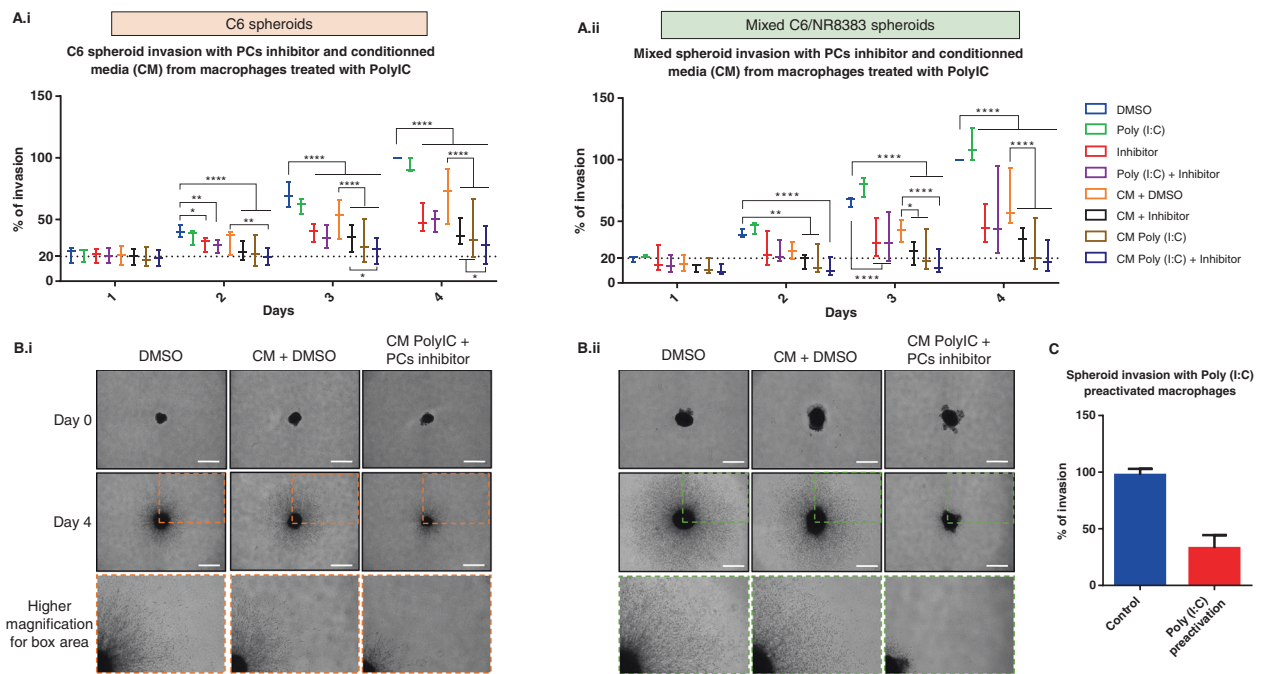 A.i
C6 spheroids
C6 spheroid invasion with PCs inhibitor and conditionned
media (CM) from macrophages treated with PolyIC
% of invasion
150
100
50
20
0
****
**
*
**
****
****
*
****
****
*
1
2
3
4
Days
A.ii
Mixed C6/NR8383 spheroids
Mixed spheroid invasion with PCs inhibitor and conditionned
media (CM) from macrophages treated with PolyIC
% of invasion
150
100
50
20
0
****
**
****
****
*
****
****
****
1
2
3
4
Days
DMSO
Poly (I:C)
Inhibitor
Poly (I:C) + Inhibitor
CM + DMSO
CM + Inhibitor
CM Poly (I:C)
CM Poly (I:C) + Inhibitor
B.i
DMSO
CM + DMSO
CM PolyIC +
PCs inhibitor
Day 0
Day 4
Higher
magnification
for box area
B.ii
DMSO
CM + DMSO
CM PolyIC +
PCs inhibitor
C
Spheroid invasion with Poly (I:C)
preactivated macrophages
% of invasion
150
100
50
0
Control
Poly (I:C)
preactivation